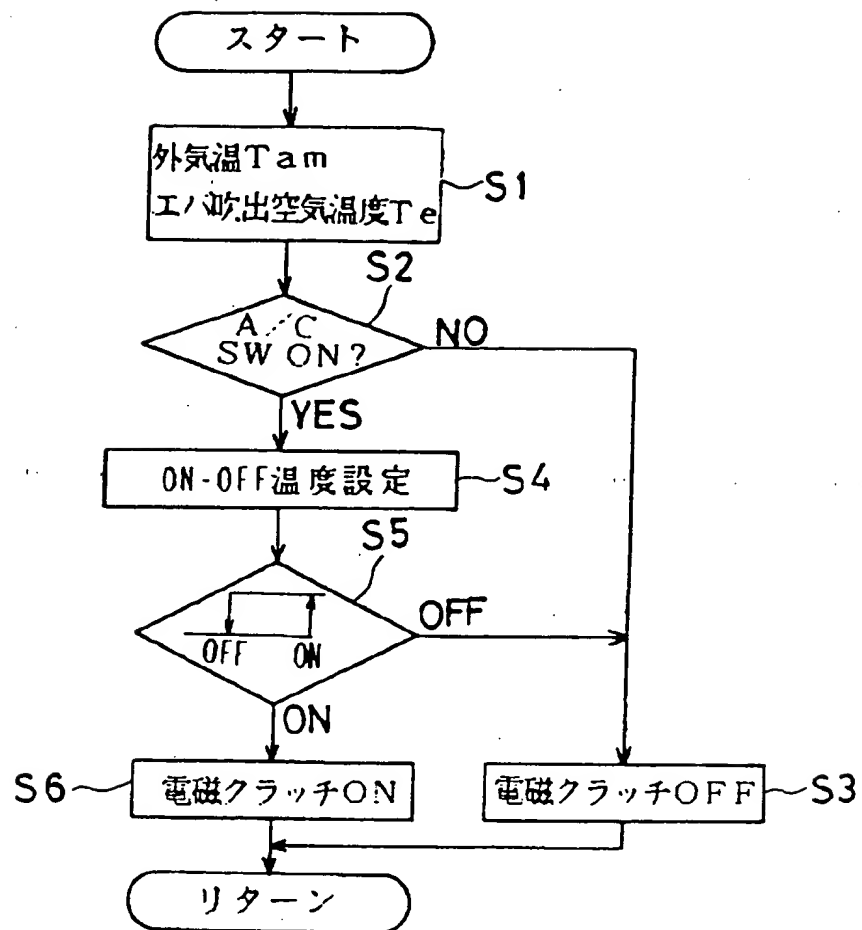 スタート
外気温Tam
エバ吹出空気温度Te
S1
S2
A/C
SW ON?
NO
YES
ON-OFF温度設定
S4
S5
OFF
ON
OFF
ON
S6
電磁クラッチON
電磁クラッチOFF
S3
リターン